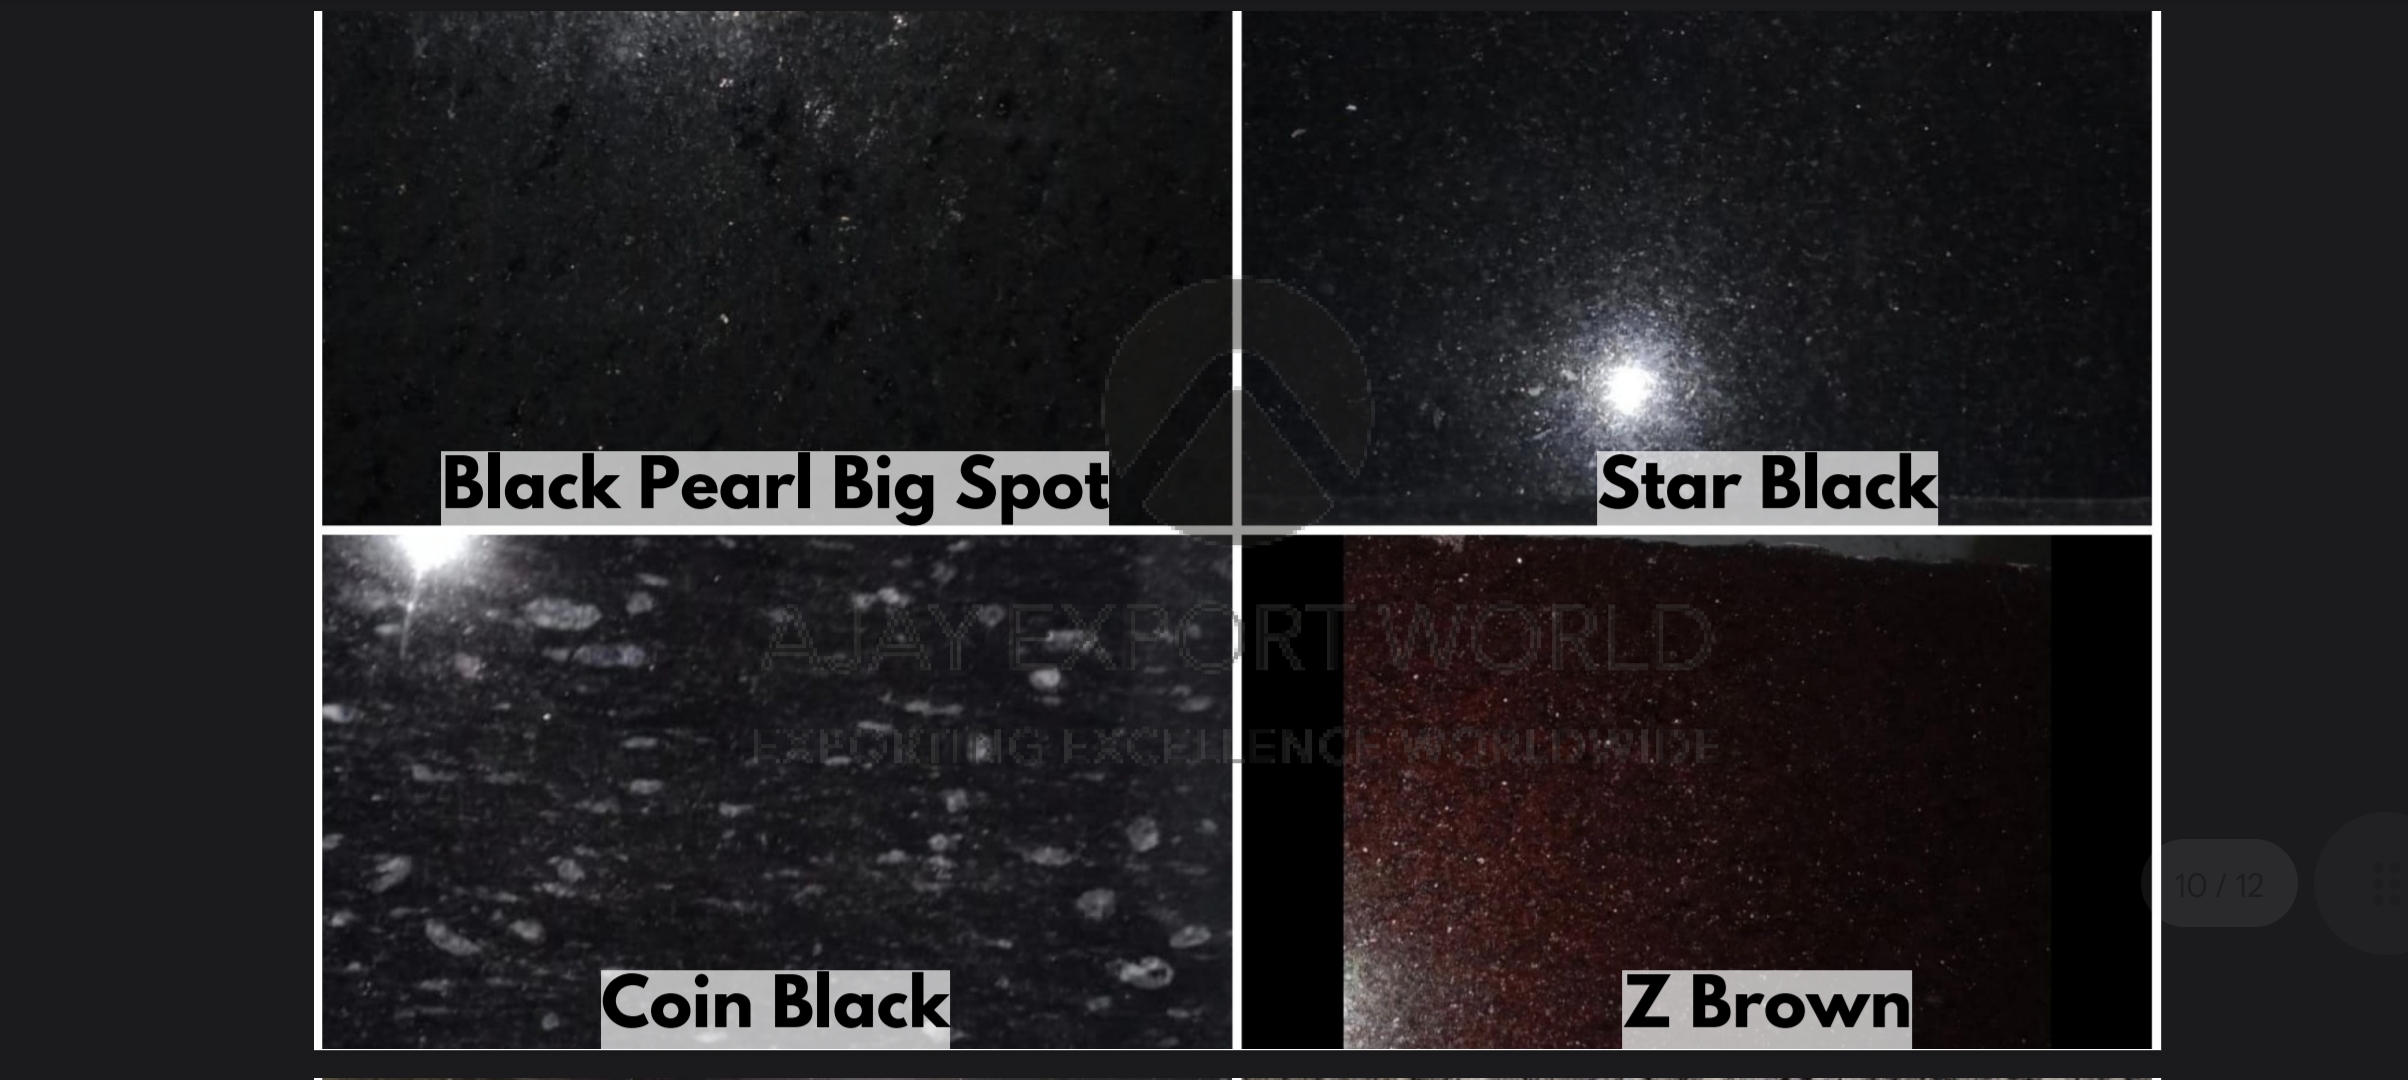 Black Pearl Big Spot
Star Black
AJAY EXPORT WORLD
EXPORTING EXCELLENCE WORLDWIDE
Coin Black
Z Brown
10 / 12